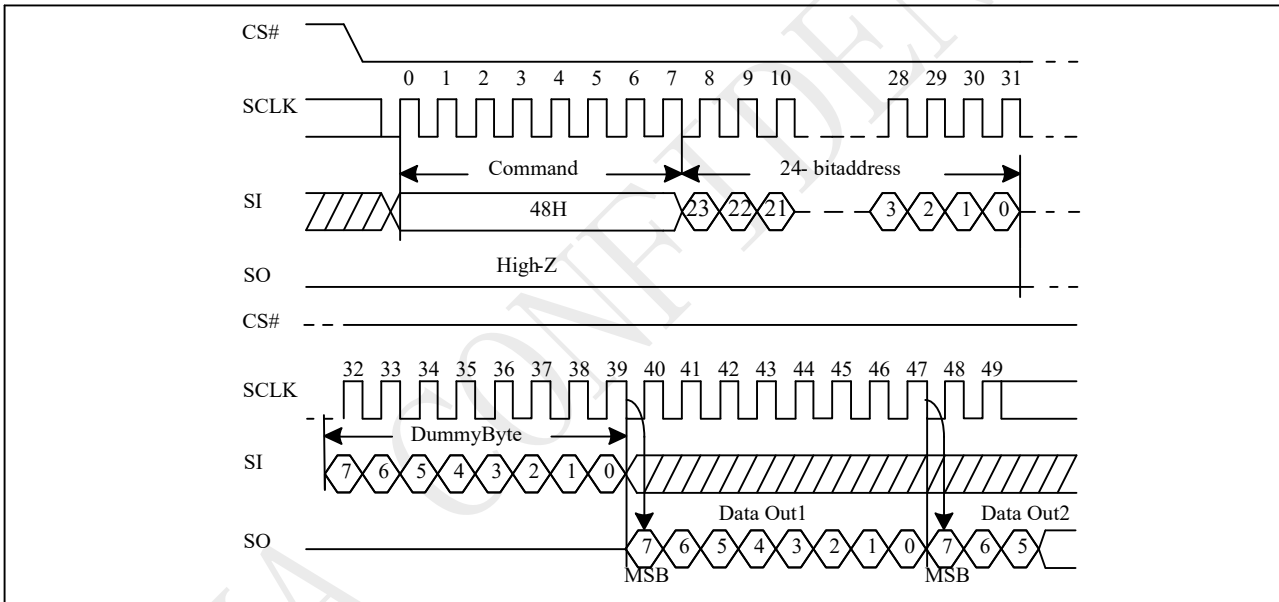 CS#
0 1 2 3 4 5 6 7 8 9 10 28 29 30 31
SCLK
Command 24- bitaddress
SI 48H 23 22 21 3 2 1 0
High-Z
SO
CS#
32 33 34 35 36 37 38 39 40 41 42 43 44 45 46 47 48 49
SCLK
DummyByte
SI 7 6 5 4 3 2 1 0
Data Out1 Data Out2
SO 7 6 5 4 3 2 1 0 7 6 5
MSB MSB